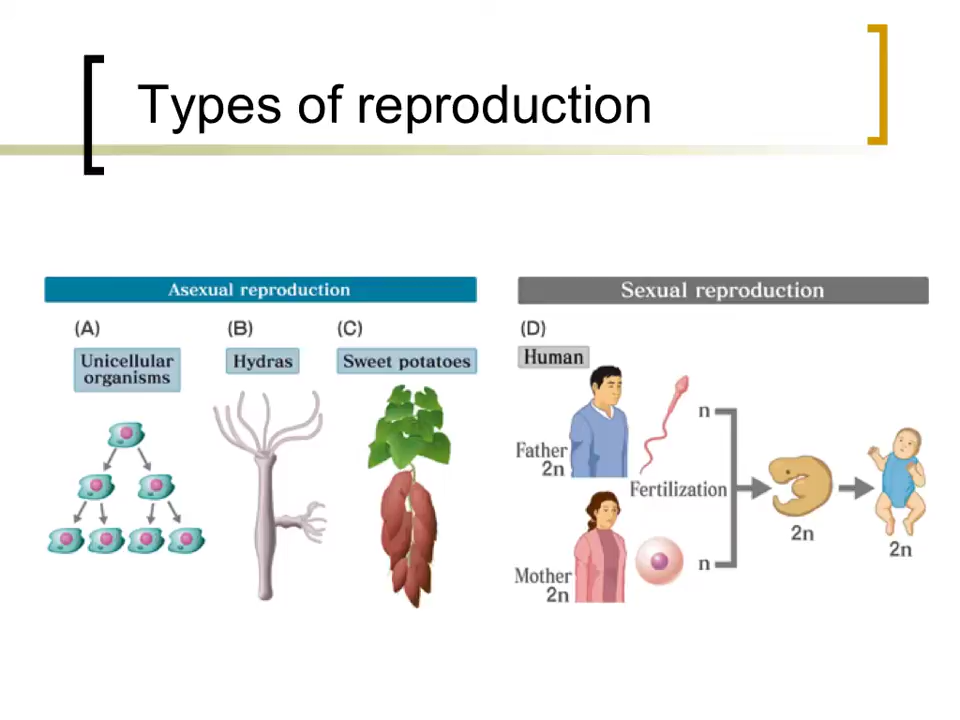 Types of reproduction
Asexual reproduction
(A)
Unicellular
organisms
(B)
Hydras
(C)
Sweet potatoes
Sexual reproduction
(D)
Human
Father
2n
n
Fertilization
Mother
2n
n
2n
2n